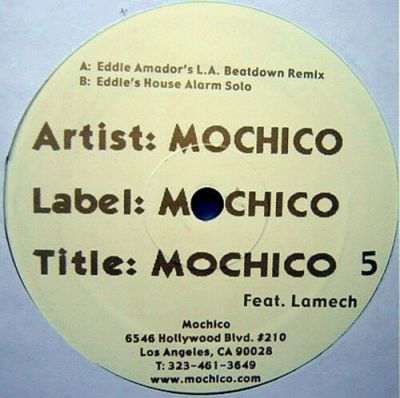 A: Eddie Amador's L.A. Beatdown Remix
B: Eddie's House Alarm Solo
Artist: MOCHICO
Label: MOCHICO
Title: MOCHICO 5
Feat. Lamech
Mochico
6546 Hollywood Blvd. #210
Los Angeles, CA 90028
T: 323-461-3649
www.mochico.com